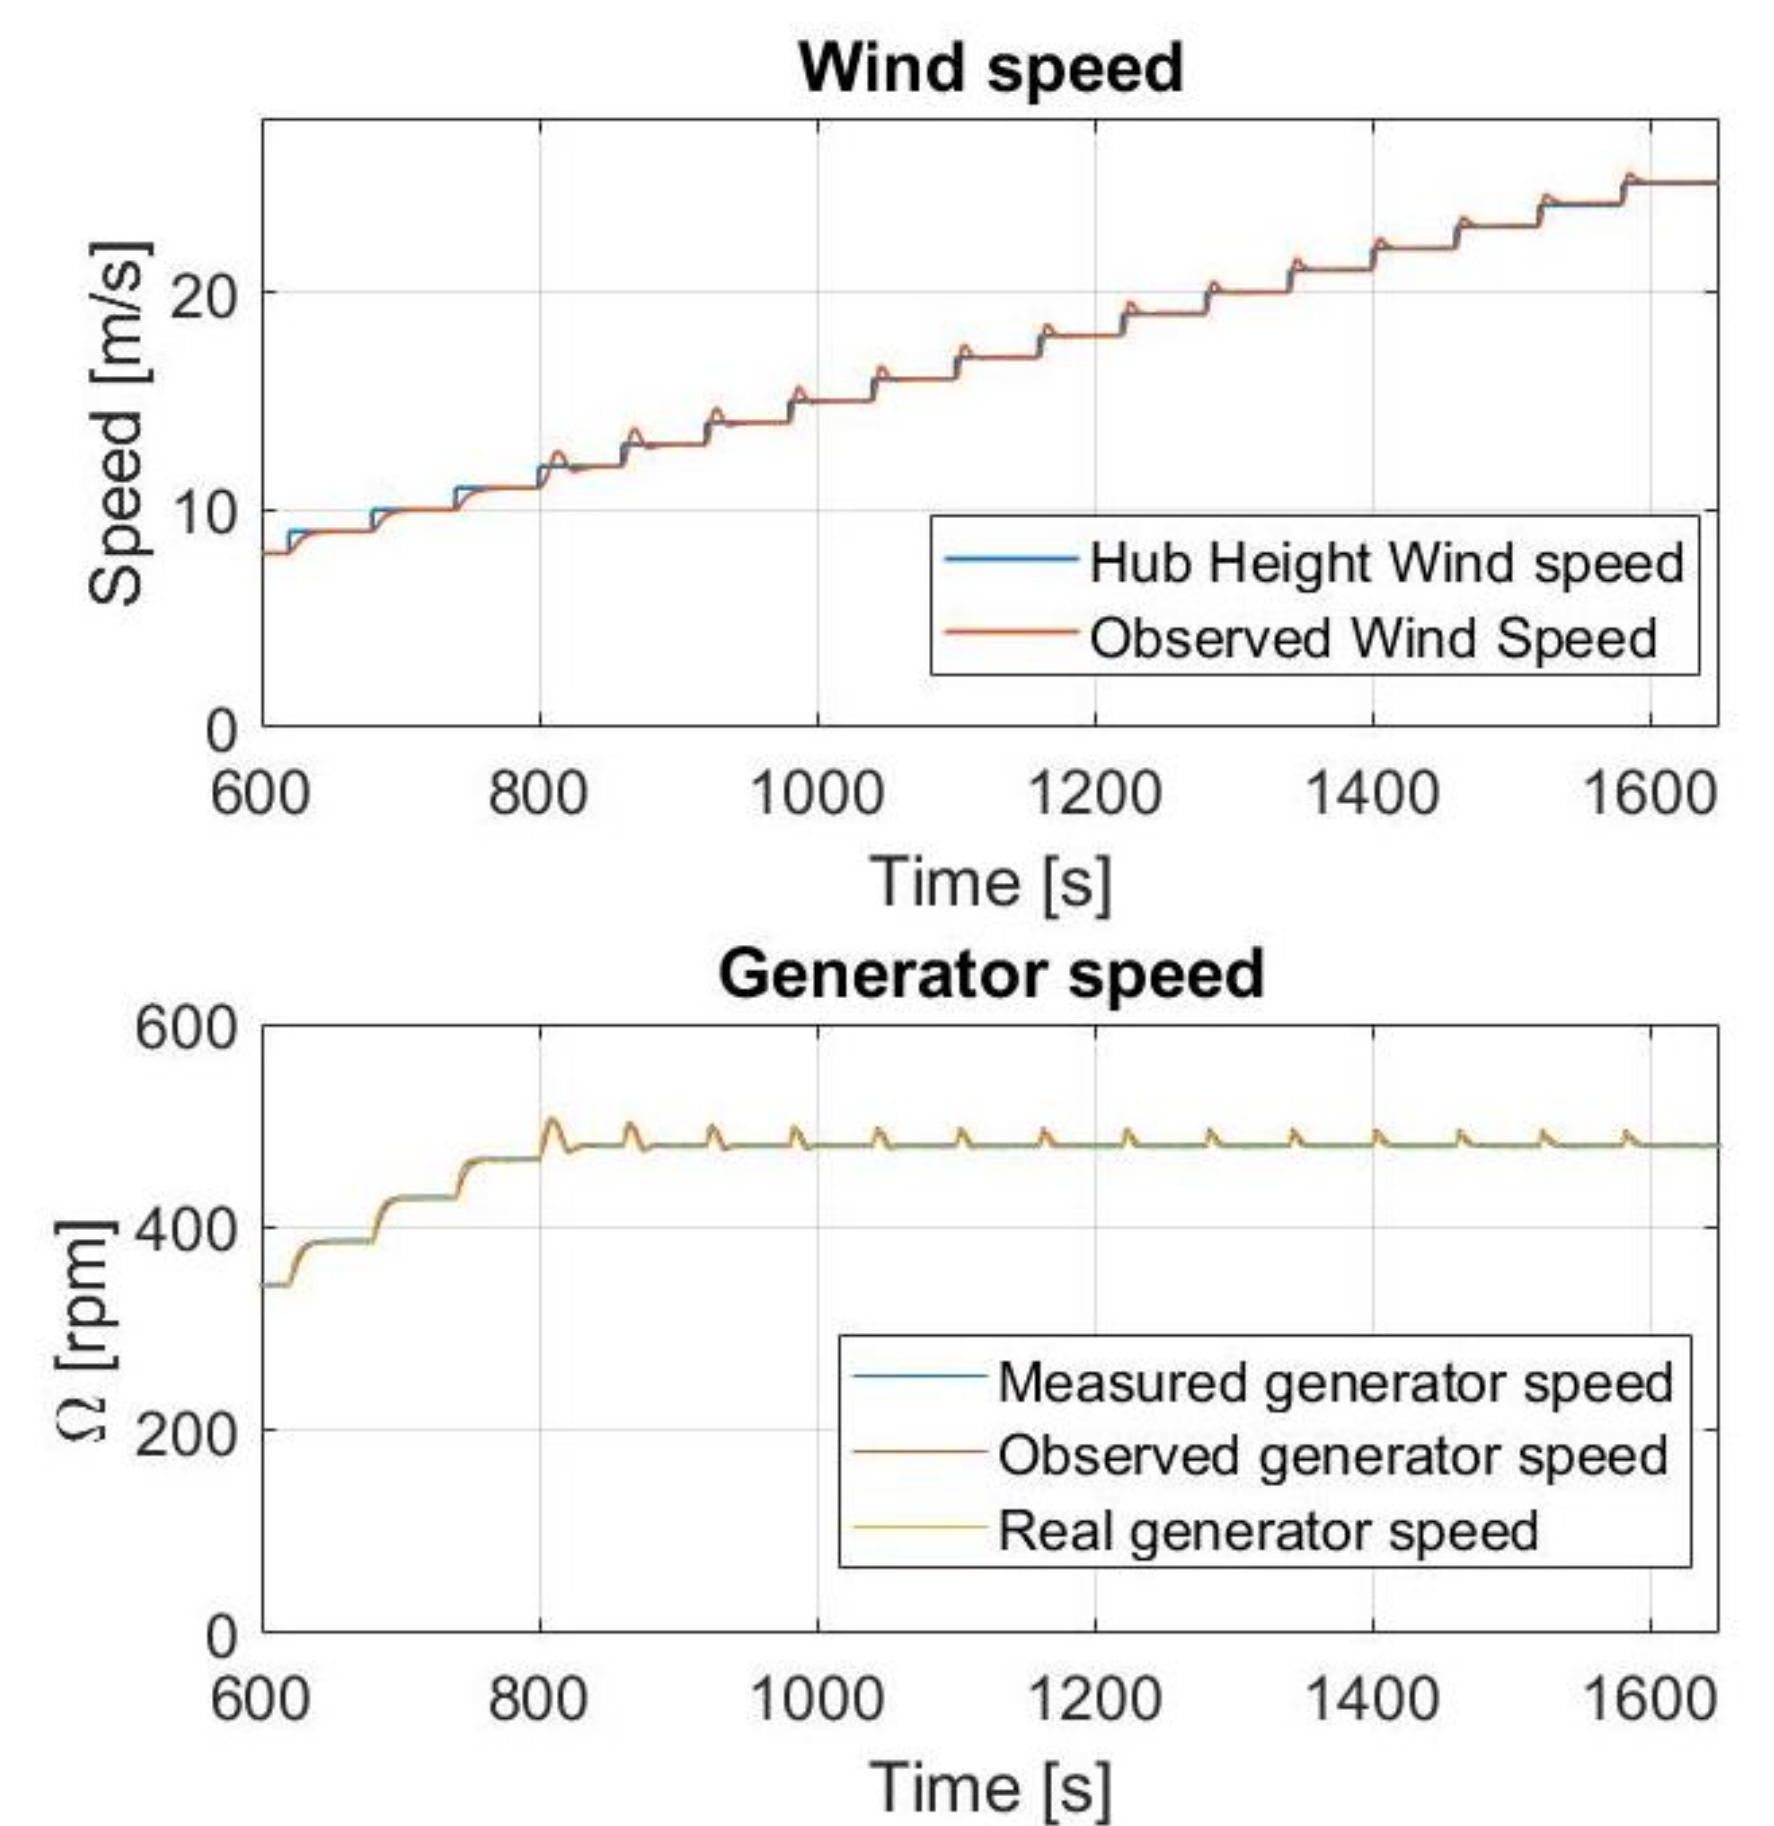 Wind speed
Speed [m/s]
20
10
0
Hub Height Wind speed
Observed Wind Speed
600 800 1000 1200 1400 1600
Time [s]
Generator speed
Ω [rpm]
600
400
200
0
Measured generator speed
Observed generator speed
Real generator speed
600 800 1000 1200 1400 1600
Time [s]